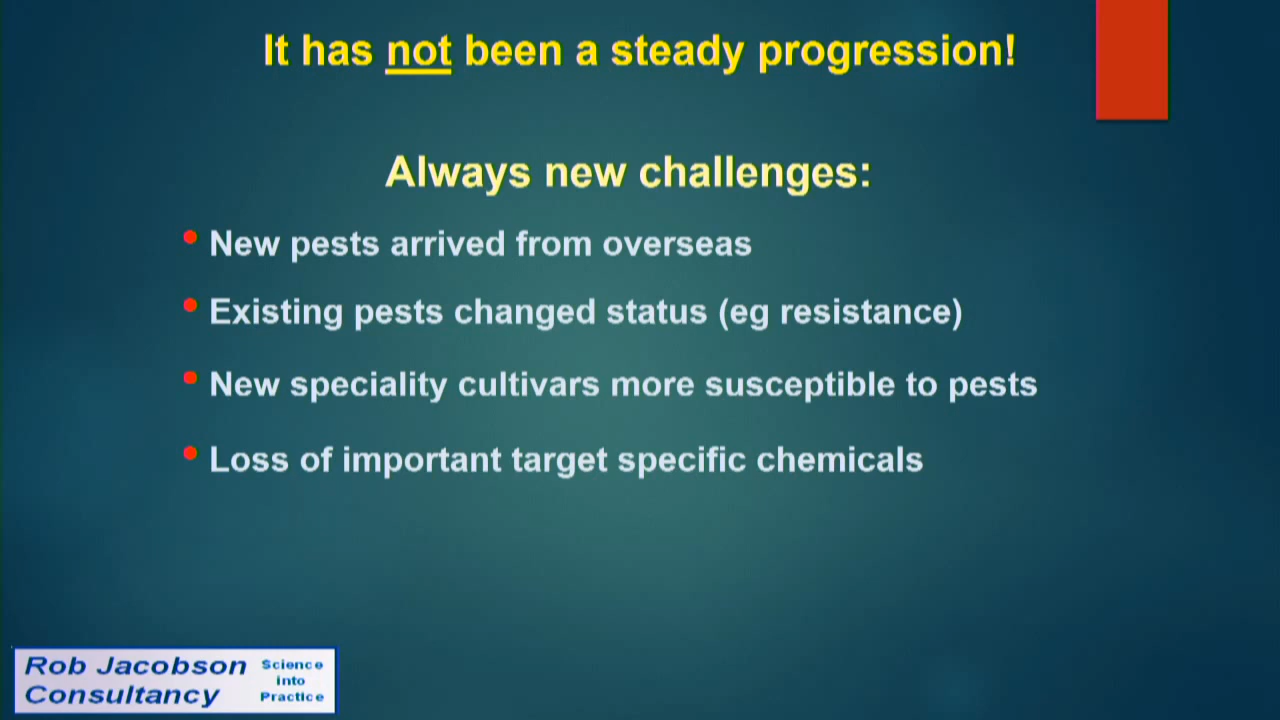 It has not been a steady progression!
Always new challenges:
New pests arrived from overseas
Existing pests changed status (eg resistance)
New speciality cultivars more susceptible to pests
Loss of important target specific chemicals
Rob Jacobson
Consultancy
Science
into
Practice